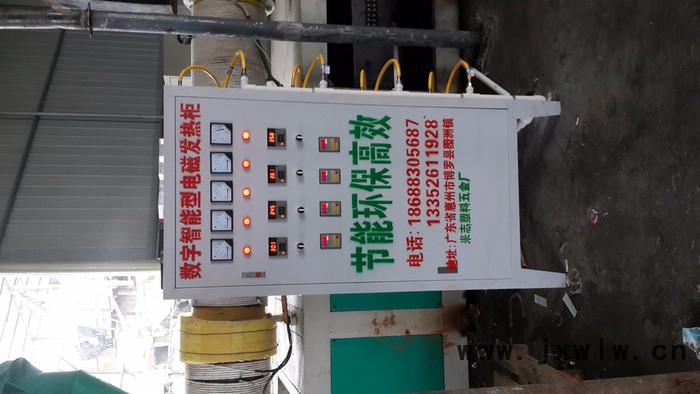 数字智能型电磁发热柜
节能环保高效
电话: 18688305687
13352611928
地址:广东省惠州市博罗县圆洲镇
来志塑料五金厂
www.jxwlw.cn